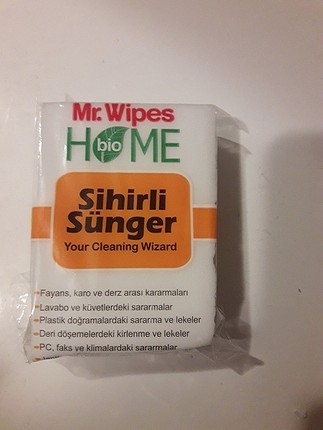 Mr. Wipes
HOME
bio
Sihirli
Sünger
Your Cleaning Wizard
Fayans, karo ve derz arası kararmaları
Lavabo ve küvetlerdeki sararmalar
Plastik doğramalardaki sararma ve lekeler
Deri döşemelerdeki kirlenme ve lekeler
PC, faks ve klimalardaki sararmalar